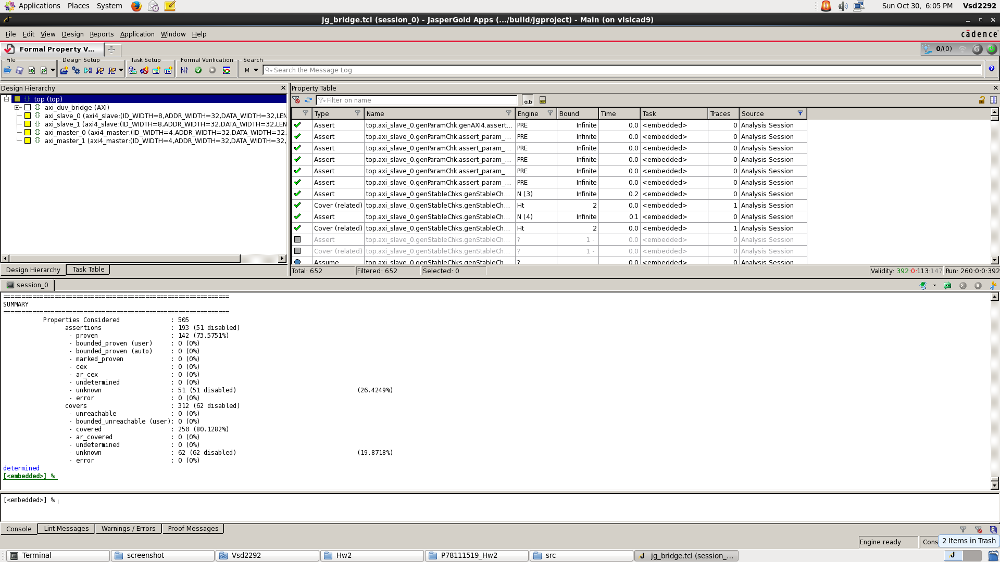 Applications Places System
Sun Oct 30, 6:05 PM Vsd2292
jg_bridge.tcl (session_0) - JasperGold Apps (.../build/jgproject) - Main (on vlsicad9)
File Edit View Design Reports Application Window Help
cādence
Formal Property V...
0/(0)
File Design Setup Task Setup Formal Verification Search
M Search the Message Log
Design Hierarchy
top (top)
axi_duv_bridge (AXI)
axi_slave_0 (axi4_slave:(ID_WIDTH=8,ADDR_WIDTH=32,DATA_WIDTH=32,LEN
axi_slave_1 (axi4_slave:(ID_WIDTH=8,ADDR_WIDTH=32,DATA_WIDTH=32,LEN
axi_master_0 (axi4_master:(ID_WIDTH=4,ADDR_WIDTH=32,DATA_WIDTH=32,
axi_master_1 (axi4_master:(ID_WIDTH=4,ADDR_WIDTH=32,DATA_WIDTH=32,
Design Hierarchy Task Table
Property Table
Filter on name
a.b
Type Name Engine Bound Time Task Traces Source
Assert top.axi_slave_0.genParamChk.genAXI4.assert... PRE Infinite 0.0 <embedded> 0 Analysis Session
Assert top.axi_slave_0.genParamChk.assert_param_... PRE Infinite 0.0 <embedded> 0 Analysis Session
Assert top.axi_slave_0.genParamChk.assert_param_... PRE Infinite 0.0 <embedded> 0 Analysis Session
Assert top.axi_slave_0.genParamChk.assert_param_... PRE Infinite 0.0 <embedded> 0 Analysis Session
Assert top.axi_slave_0.genParamChk.assert_param_... PRE Infinite 0.0 <embedded> 0 Analysis Session
Assert top.axi_slave_0.genParamChk.assert_param_... PRE Infinite 0.0 <embedded> 0 Analysis Session
Assert top.axi_slave_0.genStableChks.genStableCh... N (3) Infinite 0.2 <embedded> 0 Analysis Session
Cover (related) top.axi_slave_0.genStableChks.genStableCh... Ht 2 0.0 <embedded> 1 Analysis Session
Assert top.axi_slave_0.genStableChks.genStableCh... N (4) Infinite 0.1 <embedded> 0 Analysis Session
Cover (related) top.axi_slave_0.genStableChks.genStableCh... Ht 2 0.0 <embedded> 1 Analysis Session
Assert top.axi_slave_0.genStableChks.genStableCh... ? 1 - 0.0 <embedded> 0 Analysis Session
Cover (related) top.axi_slave_0.genStableChks.genStableCh... ? 1 - 0.0 <embedded> 0 Analysis Session
Assume top.axi_slave_0.genStableChks.genStableCh ? 0.0 <embedded> 0 Analysis Session
Total: 652 Filtered: 652 Selected: 0 Validity: 392:0:113:147 Run: 260:0:0:392
session_0
==============================================================
SUMMARY
==============================================================
Properties Considered : 505
assertions : 193 (51 disabled)
- proven : 142 (73.5751%)
- bounded_proven (user) : 0 (0%)
- bounded_proven (auto) : 0 (0%)
- marked_proven : 0 (0%)
- cex : 0 (0%)
- ar_cex : 0 (0%)
- undetermined : 0 (0%)
- unknown : 51 (51 disabled) (26.4249%)
- error : 0 (0%)
covers : 312 (62 disabled)
- unreachable : 0 (0%)
- bounded_unreachable (user): 0 (0%)
- covered : 250 (80.1282%)
- ar_covered : 0 (0%)
- undetermined : 0 (0%)
- unknown : 62 (62 disabled) (19.8718%)
- error : 0 (0%)
determined
[<embedded>] %
[<embedded>] %
Console Lint Messages Warnings / Errors Proof Messages
Engine ready Cons 2 Items in Trash
Terminal screenshot Vsd2292 Hw2 P78111519_Hw2 src jg_bridge.tcl (session_...